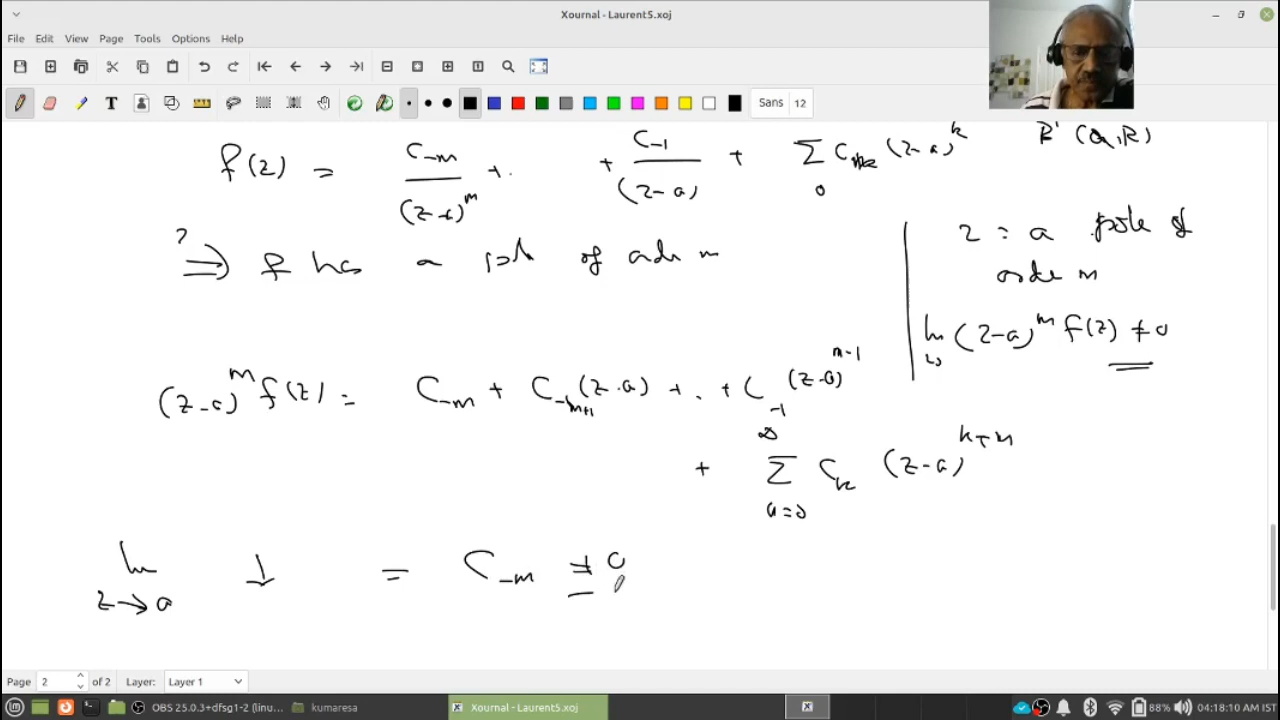 Xournal - Laurent5.xoj
File Edit View Page Tools Options Help
Sans 12
f(z) = C_-m / (z-a)^m + . + C_-1 / (z-a) + Σ_0 C_k (z-a)^k
(a, R)
? ⇒ f has a pole of order m
z = a pole of
order m
lim (z-a)^m f(z) ≠ 0
(z-a)^m f(z) = C_-m + C_-m+1 (z-a) + . + C_-1 (z-a)^m-1
+ Σ^∞ C_k (z-a)^k+m
lim z→a ↓ = C_-m ≠ 0
Page 2 of 2 Layer: Layer 1
OBS 25.0.3+dfsg1-2 (linu... kumaresa Xournal - Laurent5.xoj 88% 04:18:10 AM IST